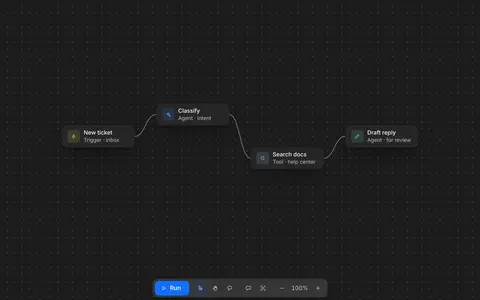 New ticket
Trigger · inbox
Classify
Agent · intent
Search docs
Tool · help center
Draft reply
Agent · for review
Run
100%